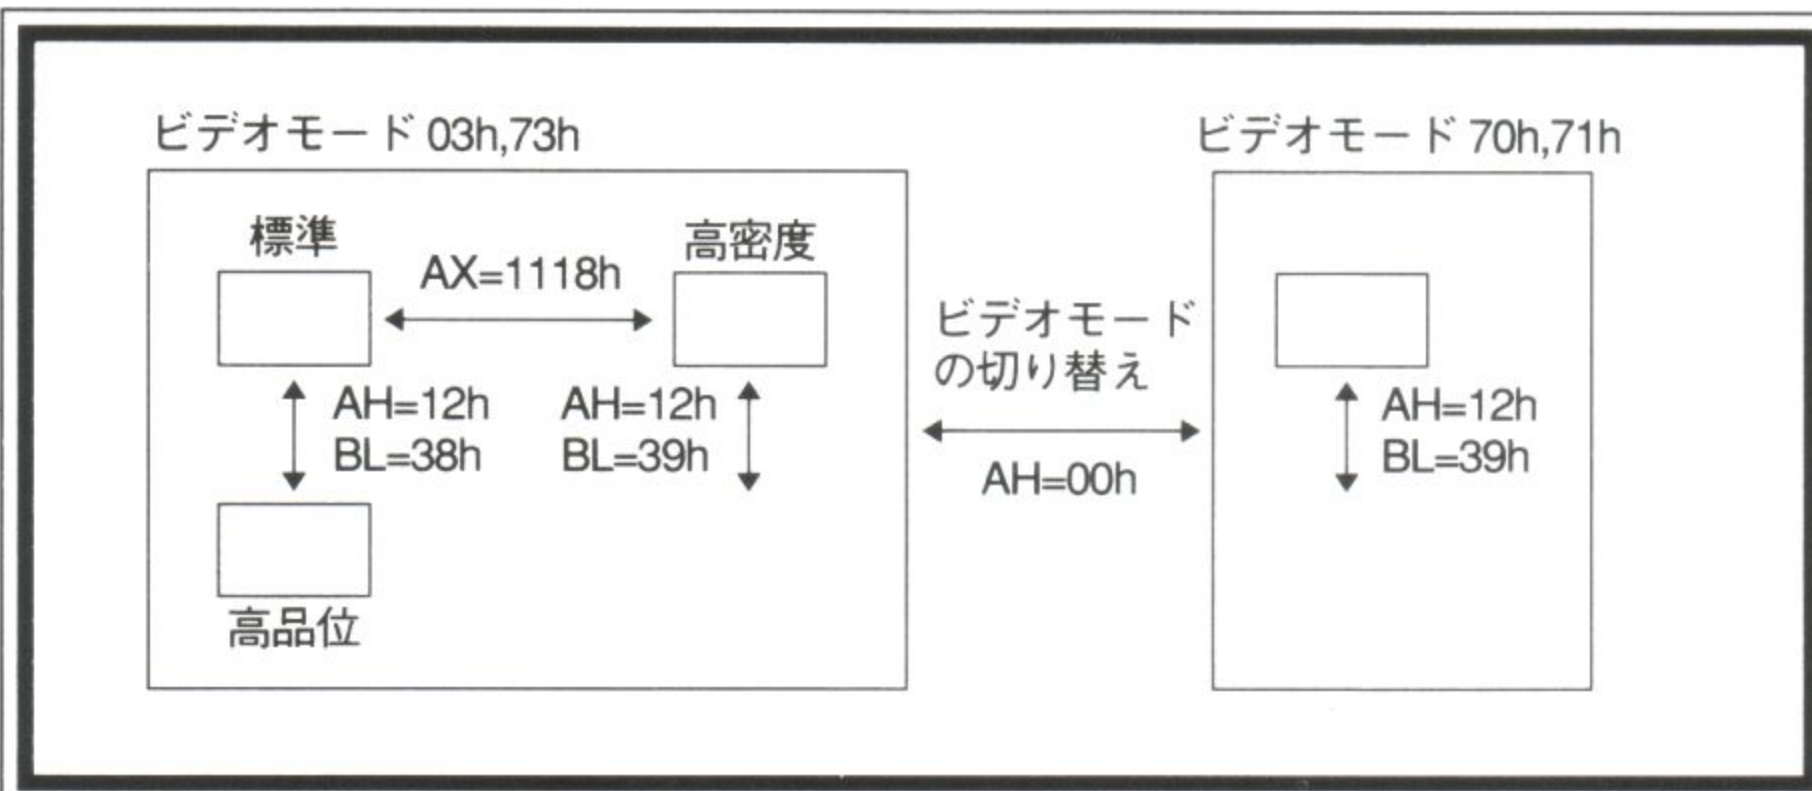 ビデオモード 03h,73h
標準
AX=1118h
高密度
AH=12h
BL=38h
AH=12h
BL=39h
高品位
ビデオモード
の切り替え
AH=00h
ビデオモード 70h,71h
AH=12h
BL=39h